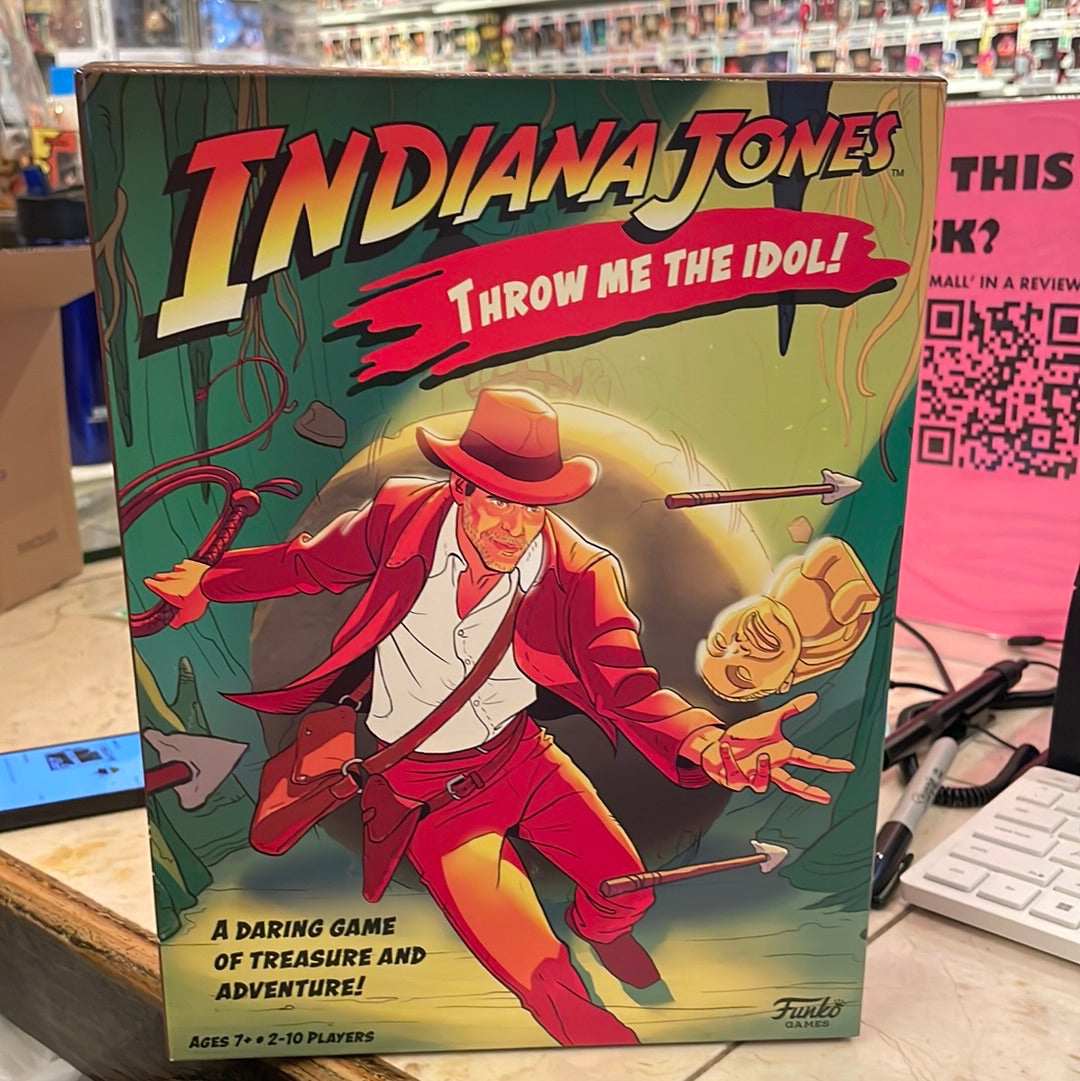 INDIANA JONES™
THROW ME THE IDOL!
A DARING GAME
OF TREASURE AND
ADVENTURE!
AGES 7+ • 2-10 PLAYERS
Funko
GAMES
THIS
SK?
MALL' IN A REVIEW